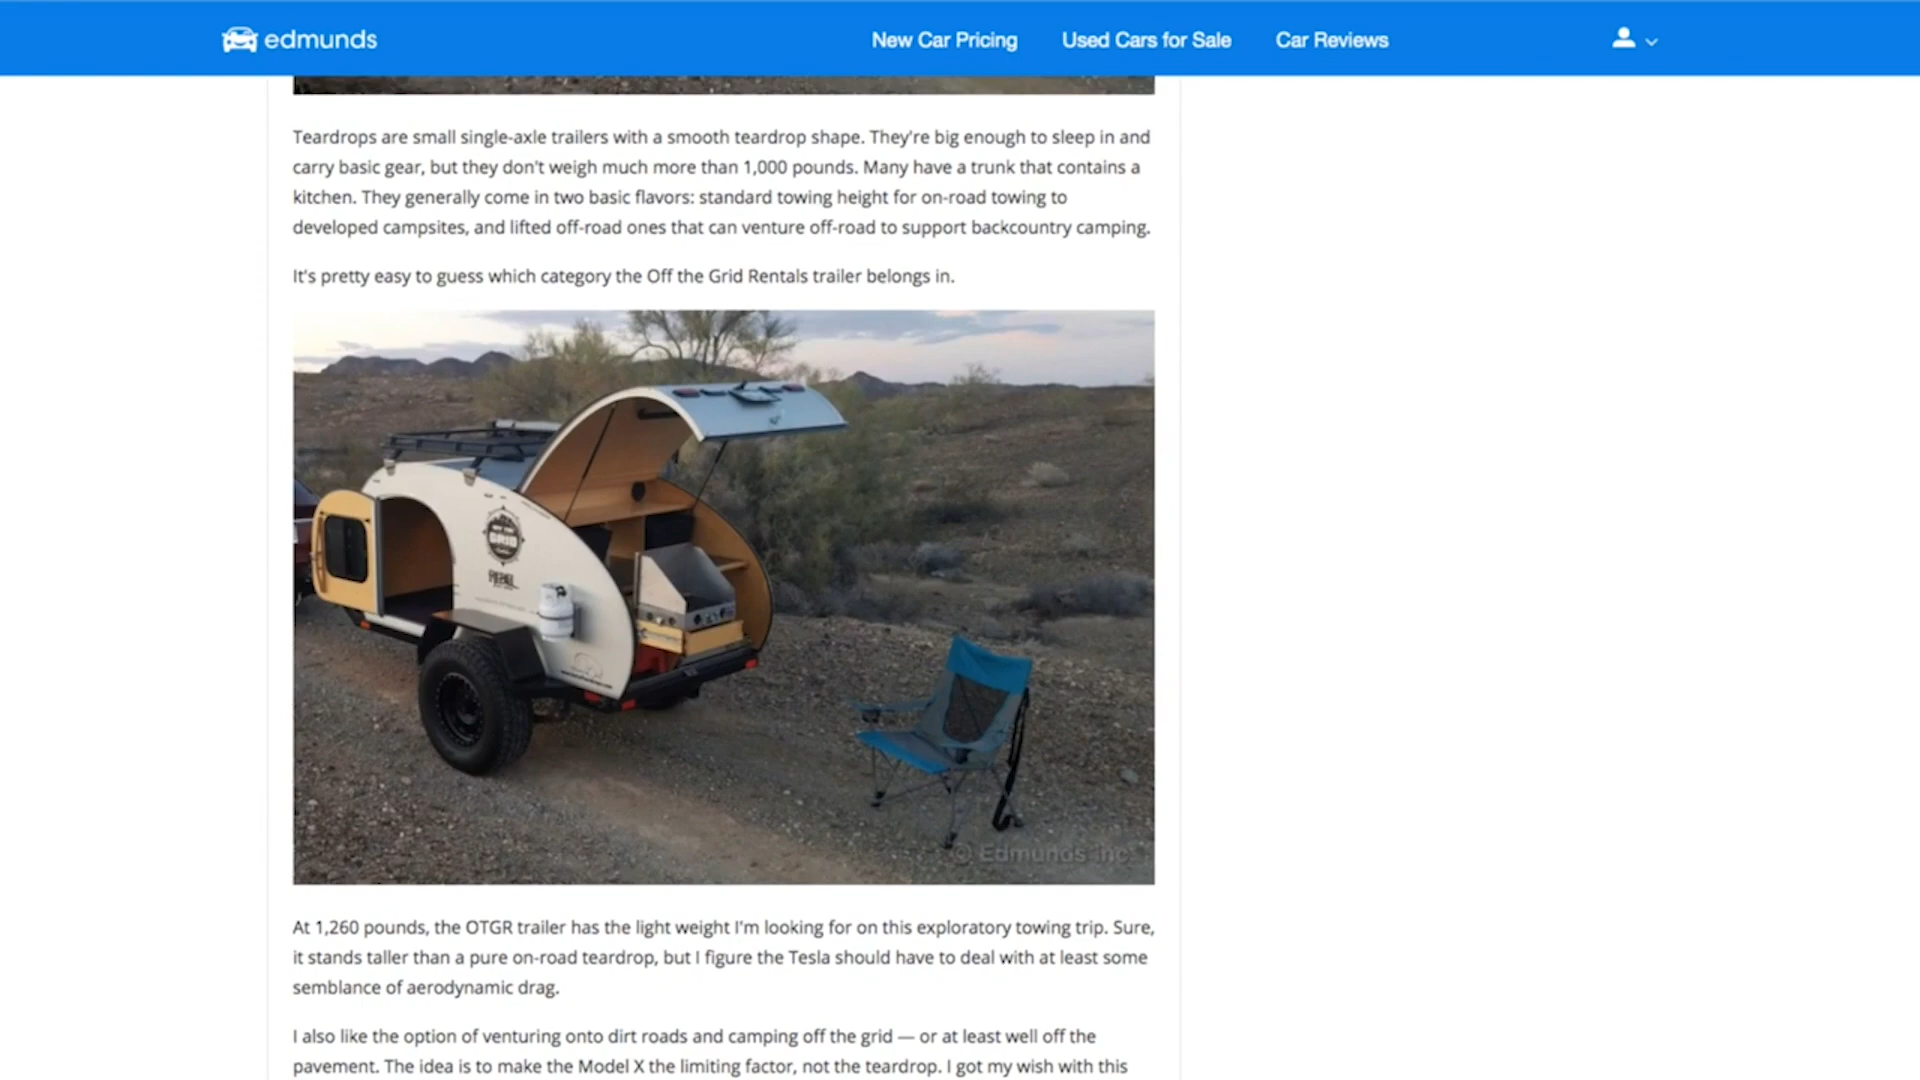 edmunds
New Car Pricing
Used Cars for Sale
Car Reviews
Teardrops are small single-axle trailers with a smooth teardrop shape. They're big enough to sleep in and
carry basic gear, but they don't weigh much more than 1,000 pounds. Many have a trunk that contains a
kitchen. They generally come in two basic flavors: standard towing height for on-road towing to
developed campsites, and lifted off-road ones that can venture off-road to support backcountry camping.
It's pretty easy to guess which category the Off the Grid Rentals trailer belongs in.
GRID
REBEL
© Edmunds Inc
At 1,260 pounds, the OTGR trailer has the light weight I'm looking for on this exploratory towing trip. Sure,
it stands taller than a pure on-road teardrop, but I figure the Tesla should have to deal with at least some
semblance of aerodynamic drag.
I also like the option of venturing onto dirt roads and camping off the grid — or at least well off the
pavement. The idea is to make the Model X the limiting factor, not the teardrop. I got my wish with this